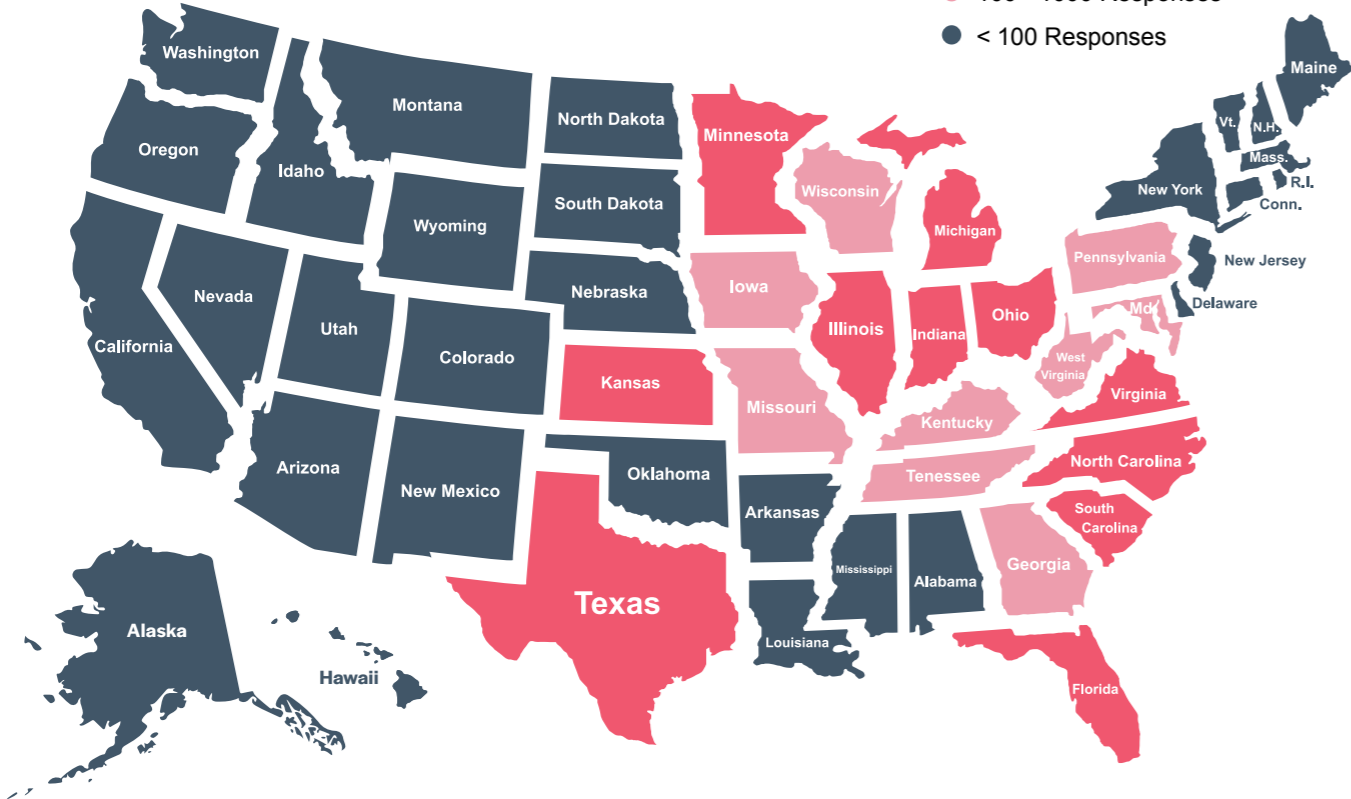 < 100 Responses
Washington
Maine
Montana
North Dakota
Minnesota
Vt.
N.H.
Oregon
Idaho
Mass.
Wisconsin
R.I.
New York
South Dakota
Conn.
Wyoming
Michigan
Pennsylvania
New Jersey
Nebraska
Iowa
Nevada
Delaware
Md.
Ohio
Utah
Illinois
Indiana
California
Colorado
West
Virginia
Kansas
Virginia
Missouri
Kentucky
North Carolina
Arizona
Oklahoma
Tenessee
New Mexico
South
Carolina
Arkansas
Georgia
Mississippi
Alabama
Texas
Alaska
Louisiana
Hawaii
Florida